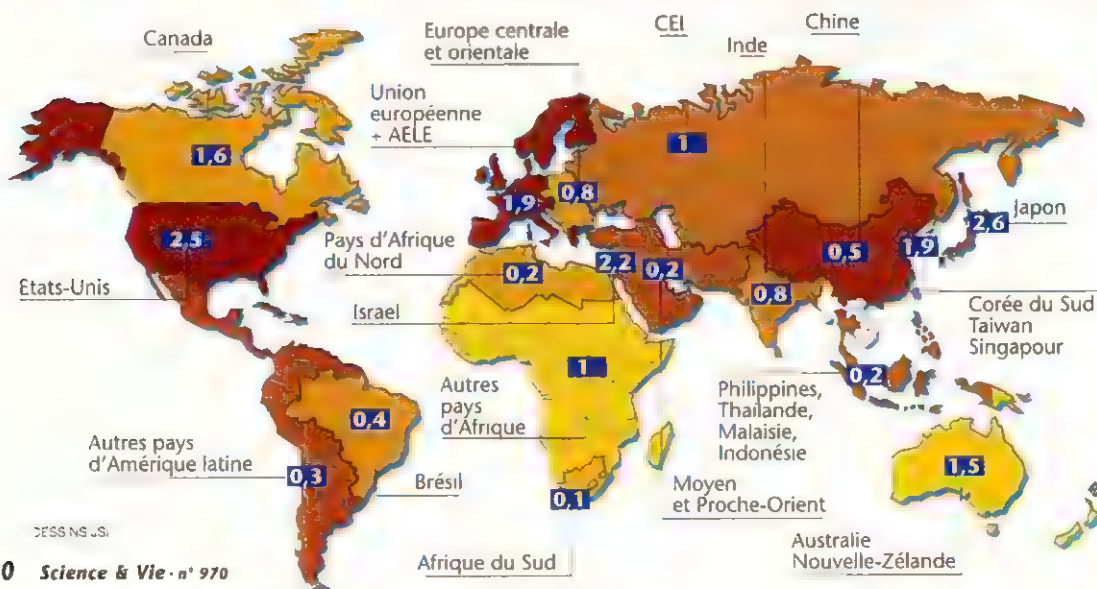 Canada
Europe centrale
et orientale
CEI
Chine
Inde
Union
européenne
+ AELE
1,6
1
0,8
1,9
2,5
Pays d'Afrique
du Nord
0,2
2,2
0,2
0,5
1,9
2,6
Japon
Etats-Unis
Israel
0,8
Corée du Sud
Taiwan
Singapour
1
0,2
Autres
pays
d'Afrique
Philippines,
Thaïlande,
Malaisie,
Indonésie
0,4
Autres pays
d'Amérique latine
0,3
Brésil
0,1
Moyen
et Proche-Orient
1,5
Afrique du Sud
Australie
Nouvelle-Zélande
0 Science & Vie · n° 970